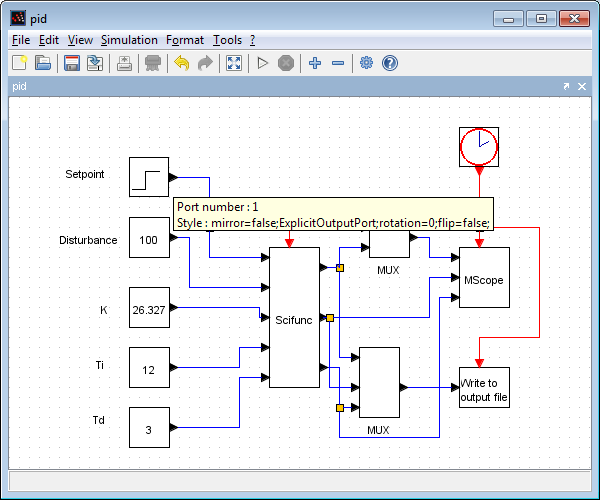 pid
File Edit View Simulation Format Tools ?
pid
Setpoint
Port number : 1
Style : mirror=false;ExplicitOutputPort;rotation=0;flip=false;
Disturbance
100
MUX
MScope
K
26.327
Scifunc
Ti
12
Write to
output file
Td
3
MUX